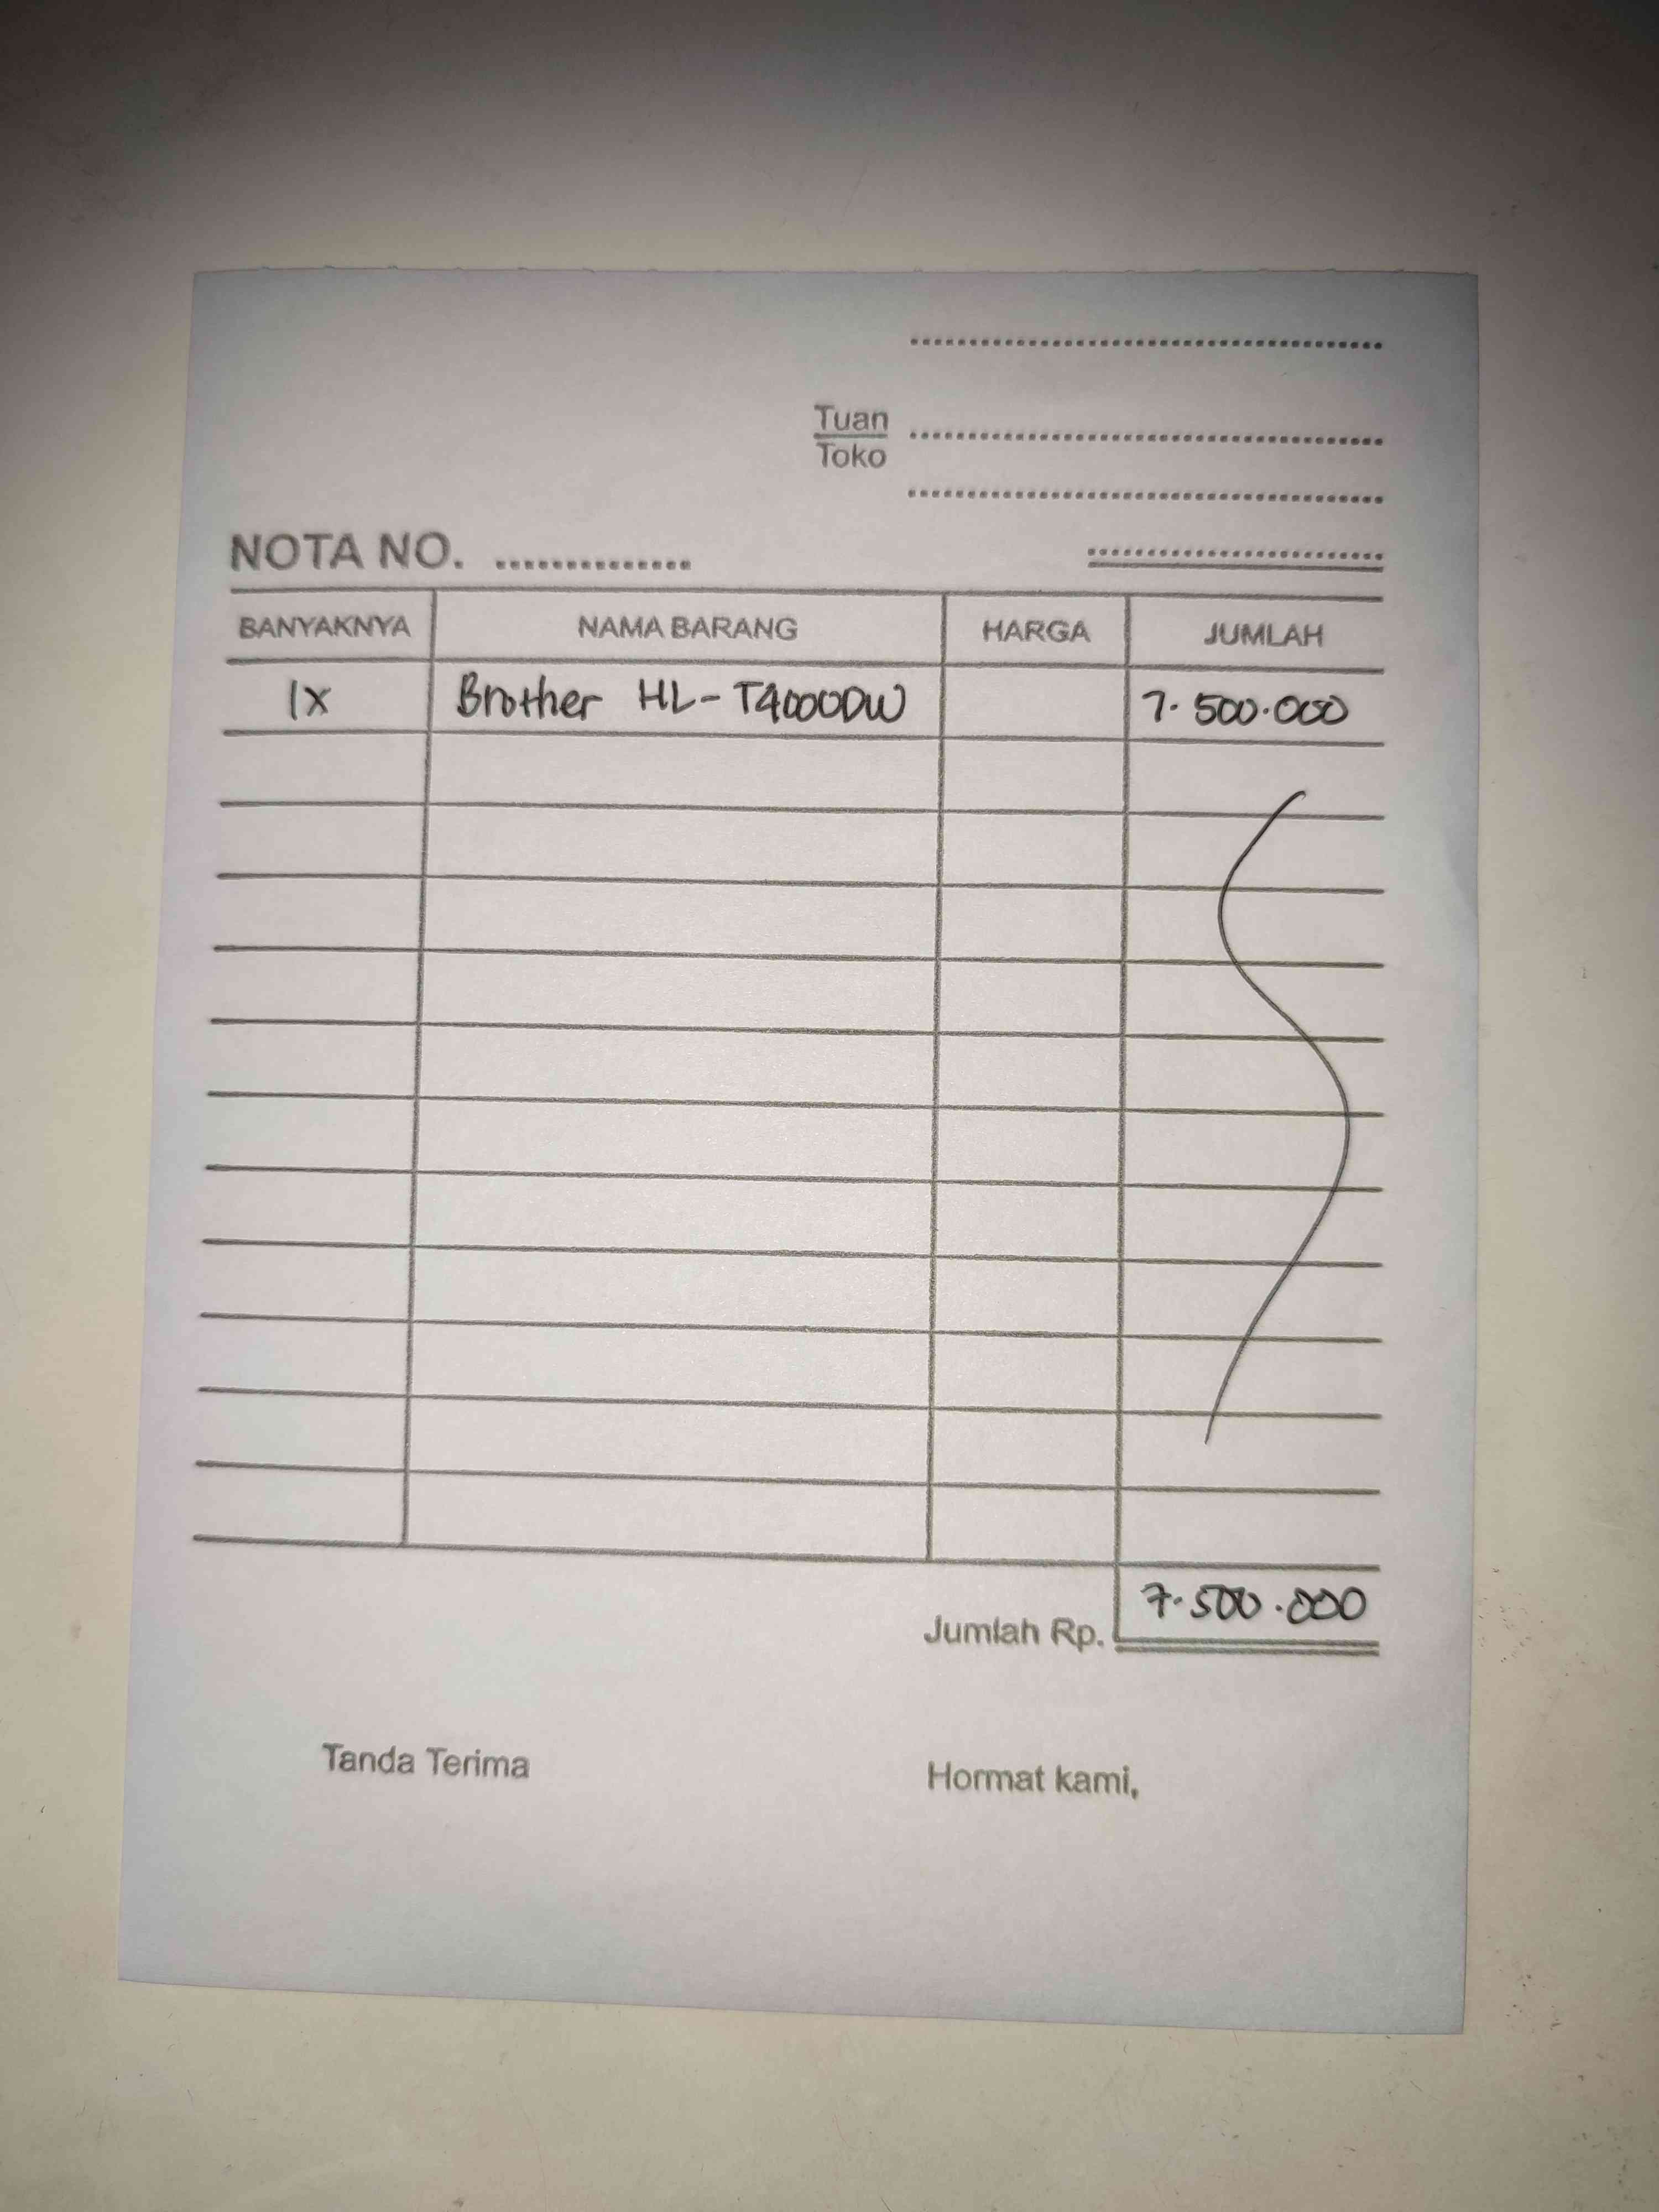 Tuan
Toko
NOTA NO. ..............
BANYAKNYA NAMA BARANG HARGA JUMLAH
1X Brother HL-T4000DW 7.500.000
Jumlah Rp. 7.500.000
Tanda Terima Hormat kami,